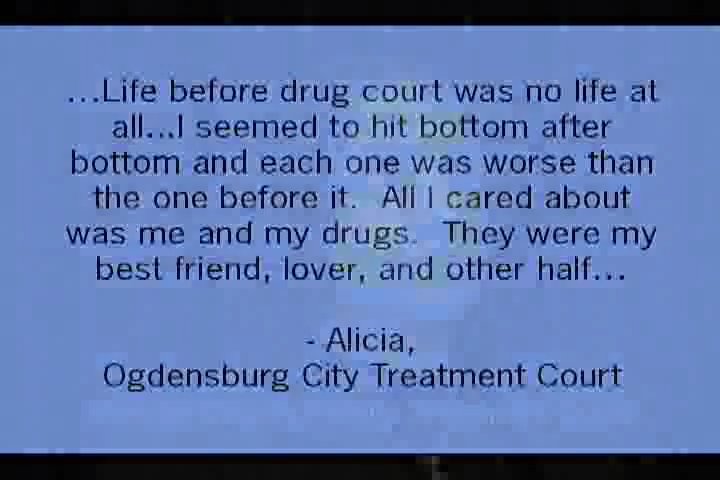 ...Life before drug court was no life at
all...I seemed to hit bottom after
bottom and each one was worse than
the one before it.  All I cared about
was me and my drugs.  They were my
best friend, lover, and other half...
- Alicia,
Ogdensburg City Treatment Court